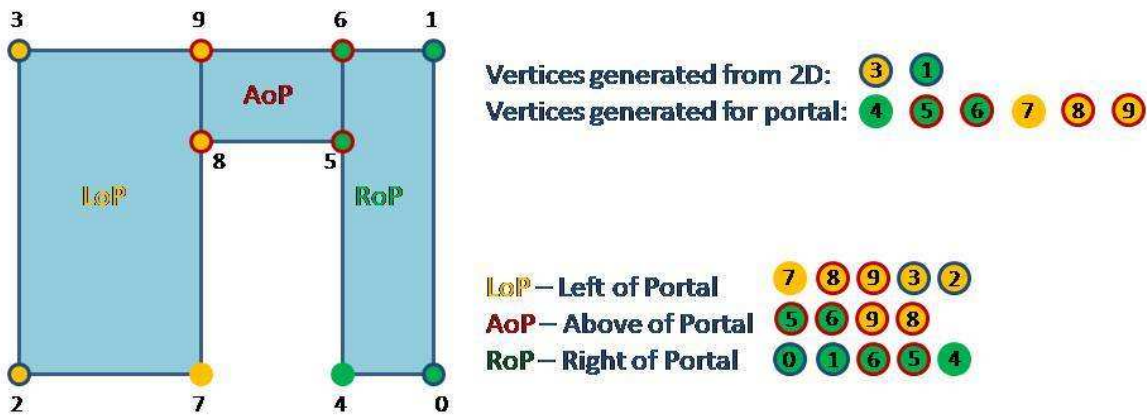 3 9 6 1
AoP
8 5
LoP RoP
2 7 4 0
Vertices generated from 2D: 3 1
Vertices generated for portal: 4 5 6 7 8 9
LoP – Left of Portal 7 8 9 3 2
AoP – Above of Portal 5 6 9 8
RoP – Right of Portal 0 1 6 5 4